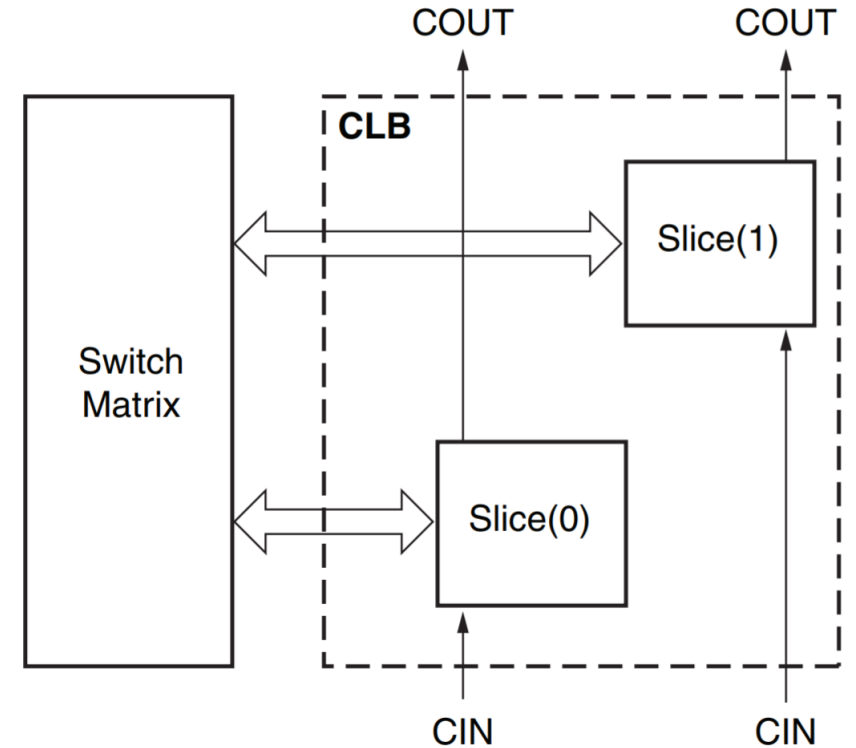 COUT
COUT
CLB
Slice(1)
Switch
Matrix
Slice(0)
CIN
CIN